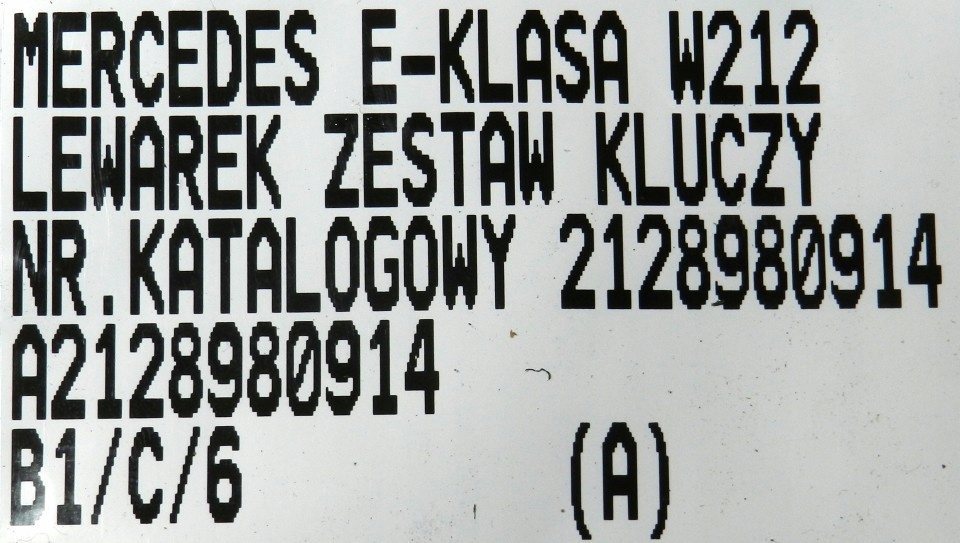 MERCEDES E-KLASA W212
LEWAREK ZESTAW KLUCZY
NR.KATALOGOWY 2128980914
A2128980914
B1/C/6 (A)